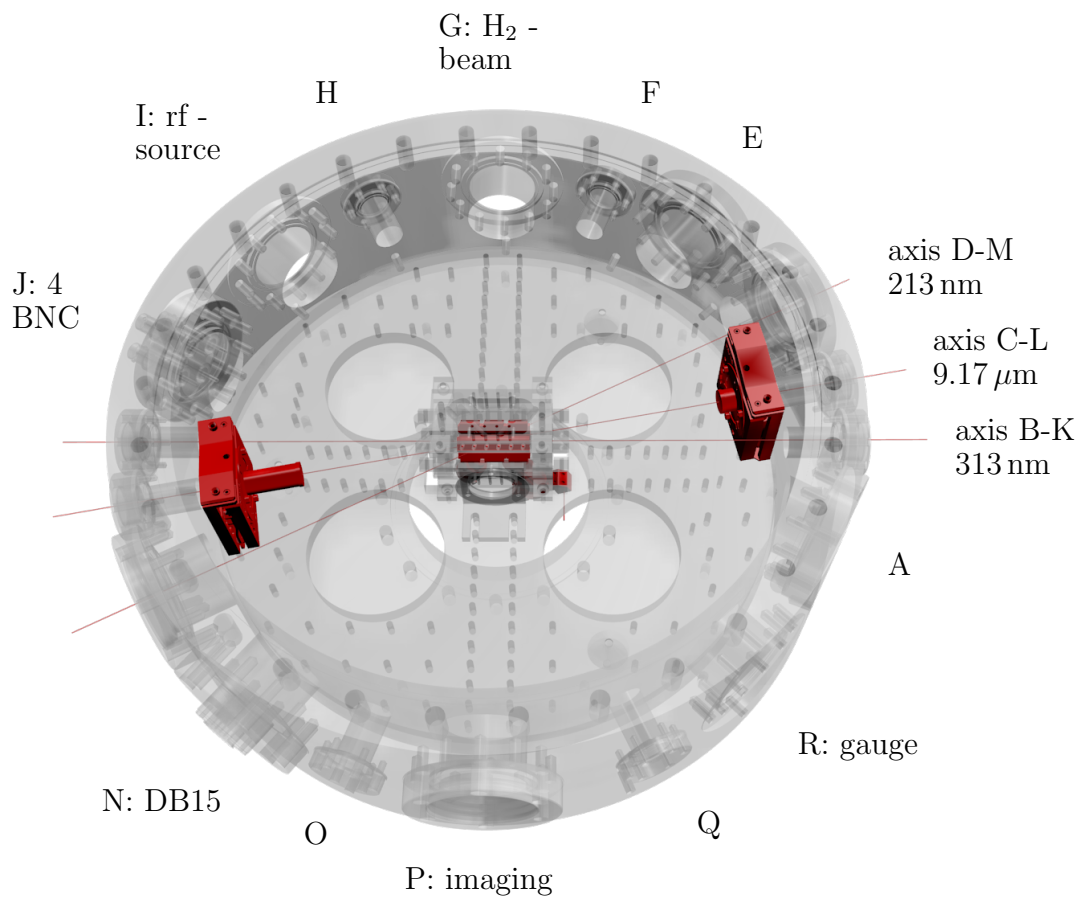 G: H₂ -
beam
H
F
I: rf -
source
E
axis D-M
213 nm
J: 4
BNC
axis C-L
9.17 μm
axis B-K
313 nm
A
R: gauge
N: DB15
O
Q
P: imaging